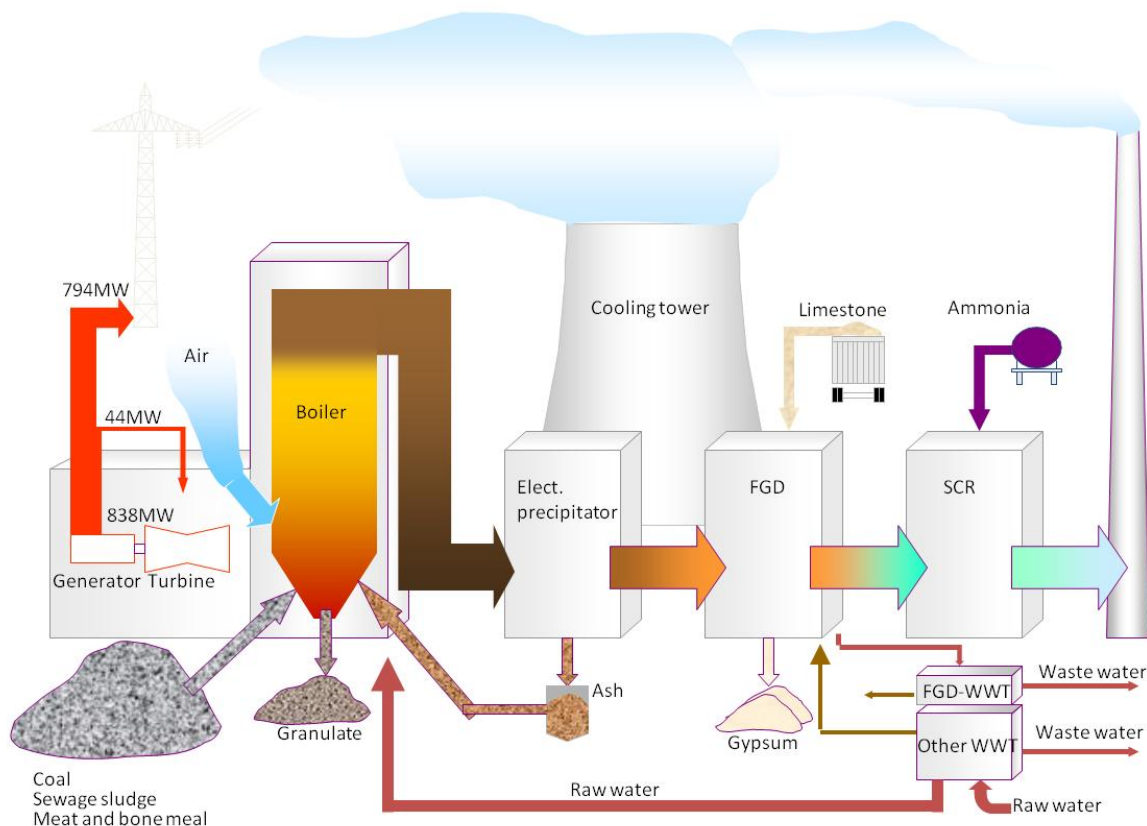 794MW
Air
Cooling tower
Limestone
Ammonia
44MW
Boiler
838MW
Elect.
precipitator
FGD
SCR
Generator Turbine
Ash
Granulate
Gypsum
FGD-WWT
Waste water
Other WWT
Waste water
Coal
Sewage sludge
Meat and bone meal
Raw water
Raw water